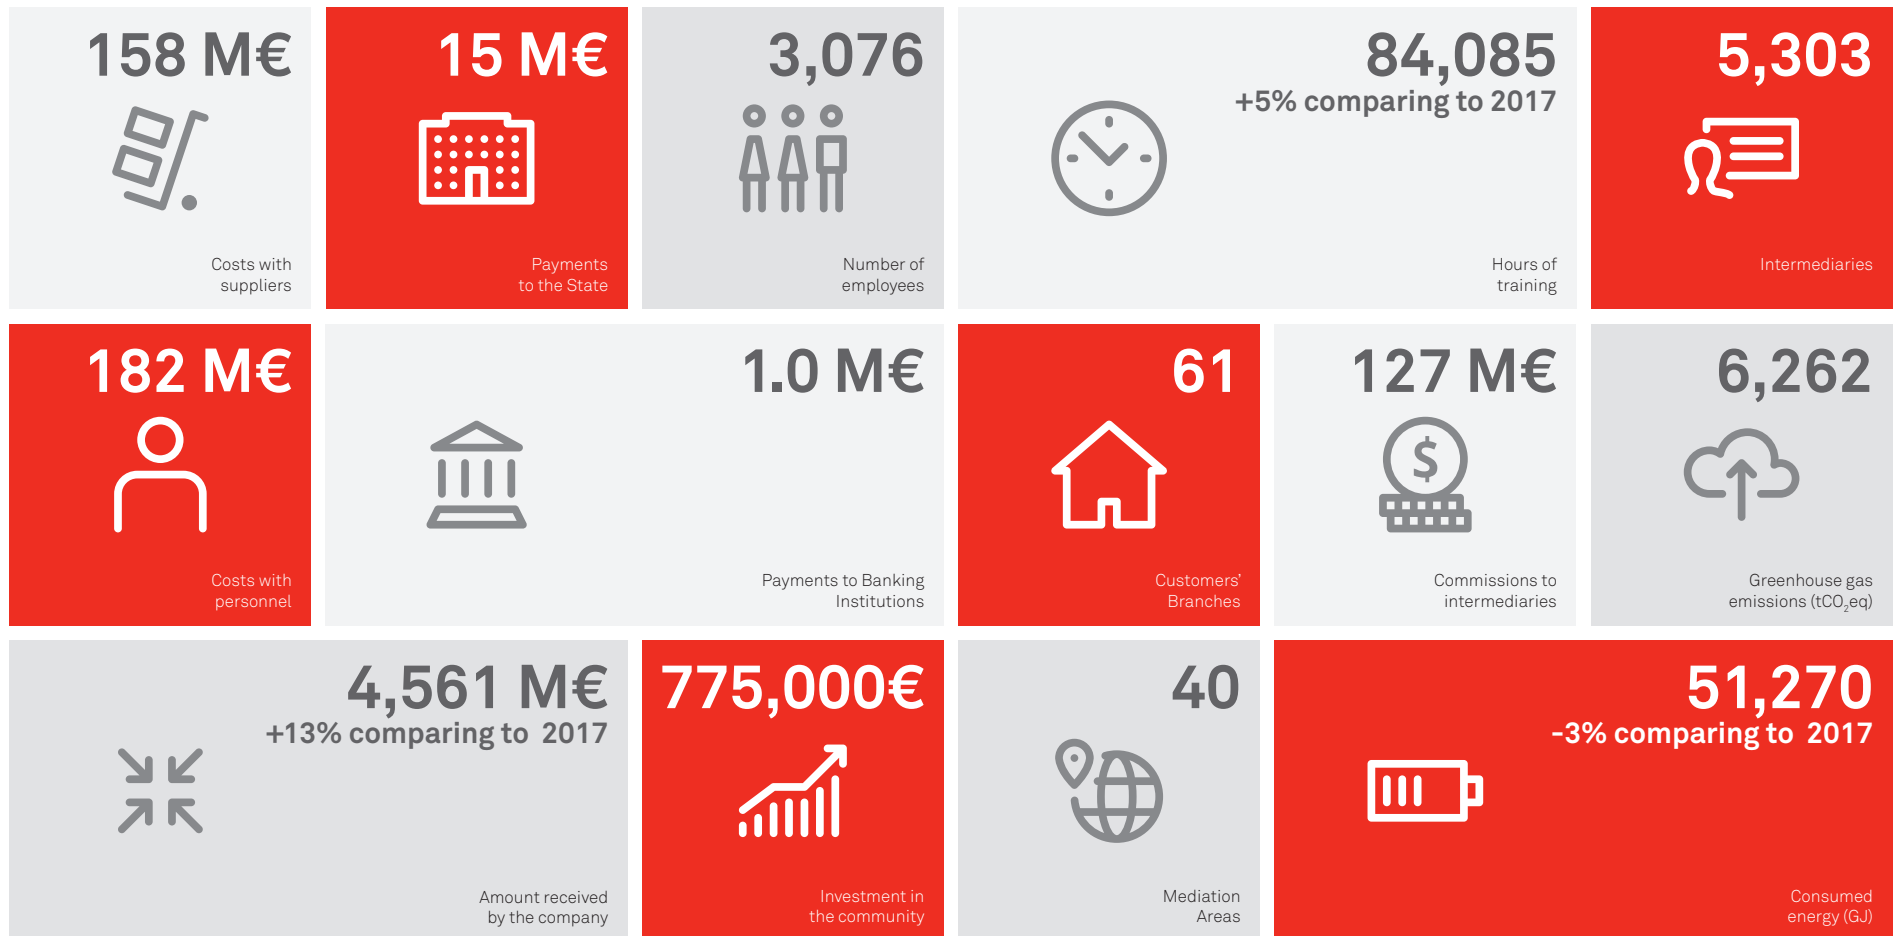 158 M€
Costs with
suppliers
15 M€
Payments
to the State
3,076
Number of
employees
84,085
+5% comparing to 2017
Hours of
training
5,303
Intermediaries
182 M€
Costs with
personnel
1.0 M€
Payments to Banking
Institutions
61
Customers’
Branches
127 M€
$
Commissions to
intermediaries
6,262
Greenhouse gas
emissions (tCO₂eq)
4,561 M€
+13% comparing to 2017
Amount received
by the company
775,000€
Investment in
the community
40
Mediation
Areas
51,270
-3% comparing to 2017
Consumed
energy (GJ)